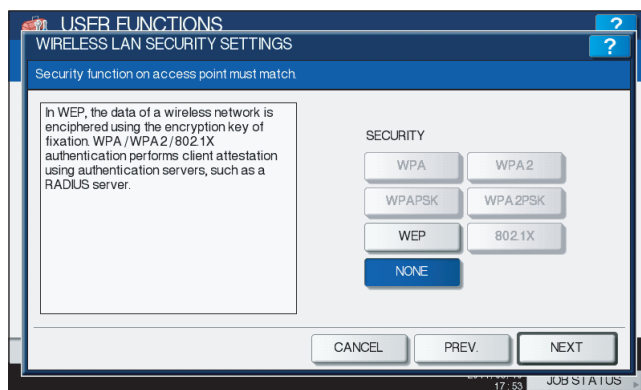 USER FUNCTIONS
?
WIRELESS LAN SECURITY SETTINGS
?
Security function on access point must match.
In WEP, the data of a wireless network is
enciphered using the encryption key of
fixation. WPA/WPA2/802.1X
authentication performs client attestation
using authentication servers, such as a
RADIUS server.
SECURITY
WPA
WPA2
WPAPSK
WPA2PSK
WEP
802.1X
NONE
CANCEL
PREV.
NEXT
17:53
JOB STATUS